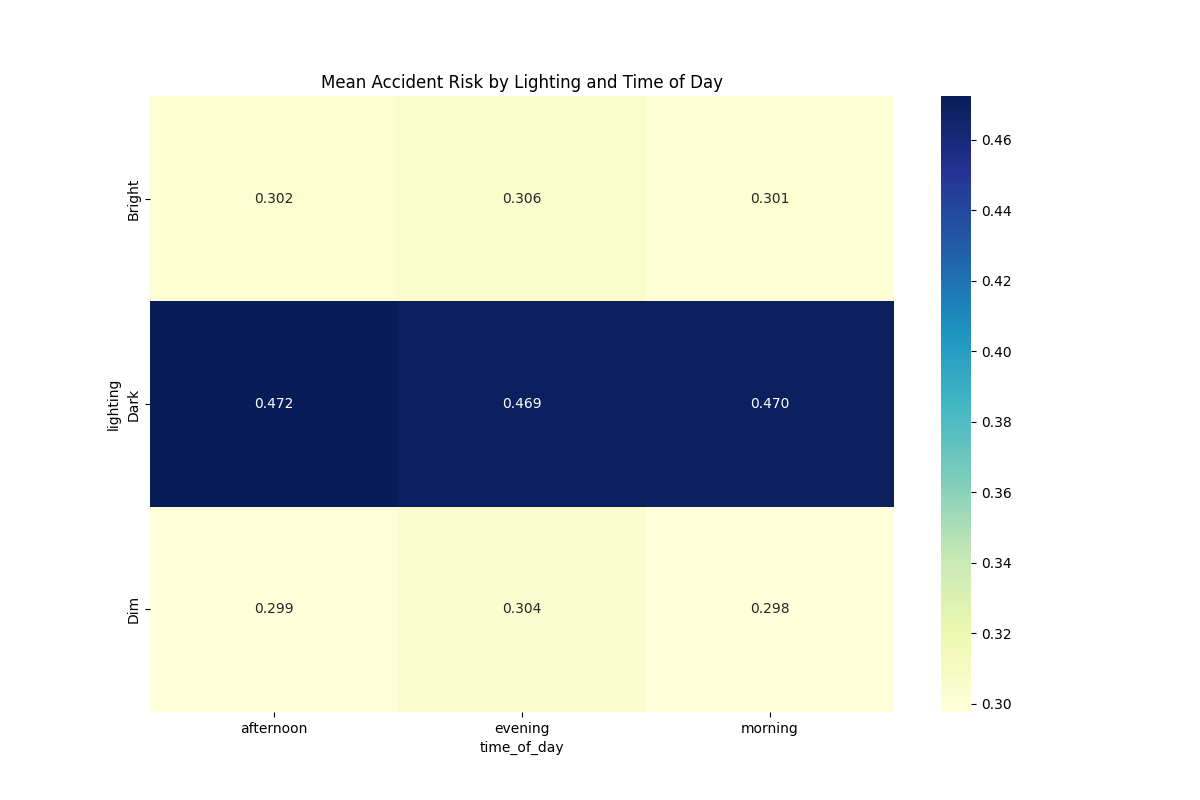 Mean Accident Risk by Lighting and Time of Day
lighting
Bright
0.302 0.306 0.301
Dark
0.472 0.469 0.470
Dim
0.299 0.304 0.298
afternoon evening morning
time_of_day
0.46
0.44
0.42
0.40
0.38
0.36
0.34
0.32
0.30